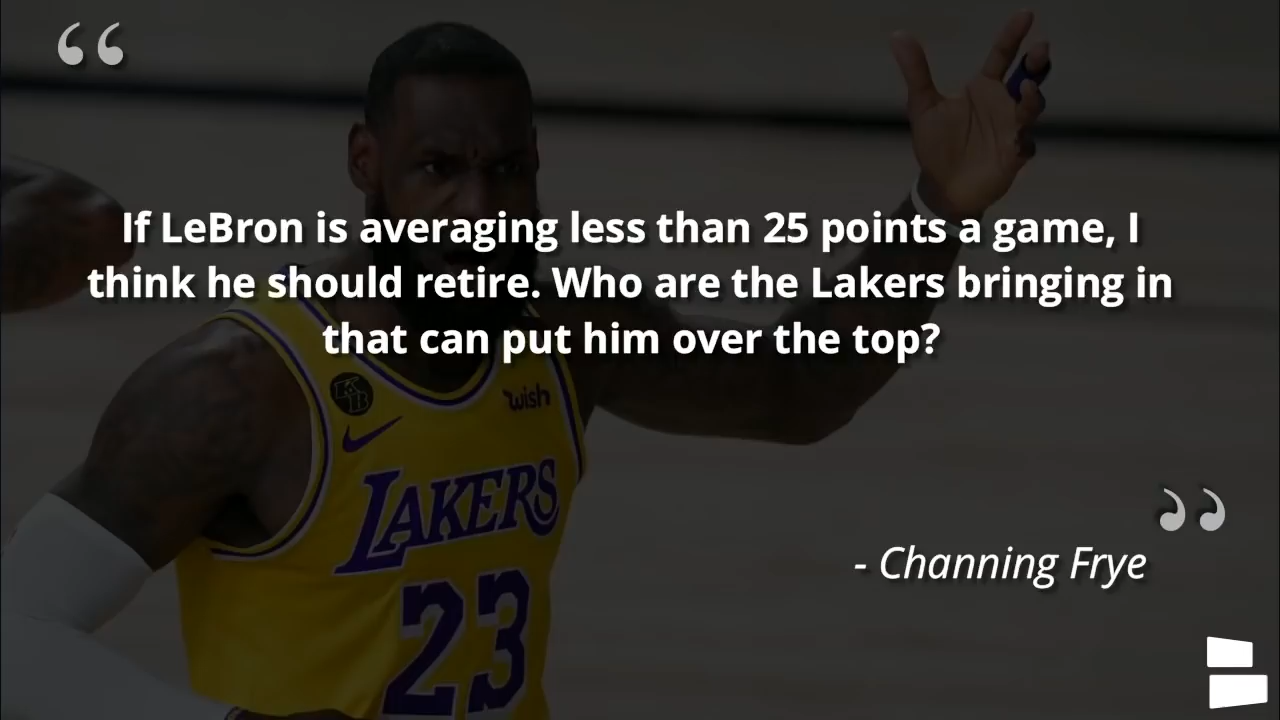 “
If LeBron is averaging less than 25 points a game, I
think he should retire. Who are the Lakers bringing in
that can put him over the top?
”
- Channing Frye
KB
wish
LAKERS
23